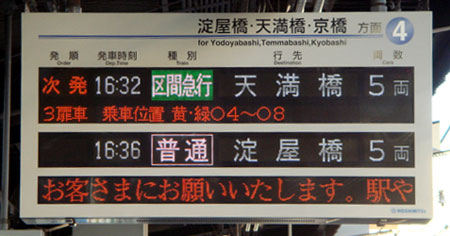 淀屋橋・天満橋・京橋 方面 4
for Yodoyabashi,Temmabashi,Kyobashi
発順 発車時刻 種別 行先 両数
Order Dep.Time Train Destination Cars
次発 16:32 区間急行 天満橋 5両
3扉車 乗車位置 黄・緑04〜08
16:36 普通 淀屋橋 5両
お客さまにお願いいたします。駅や